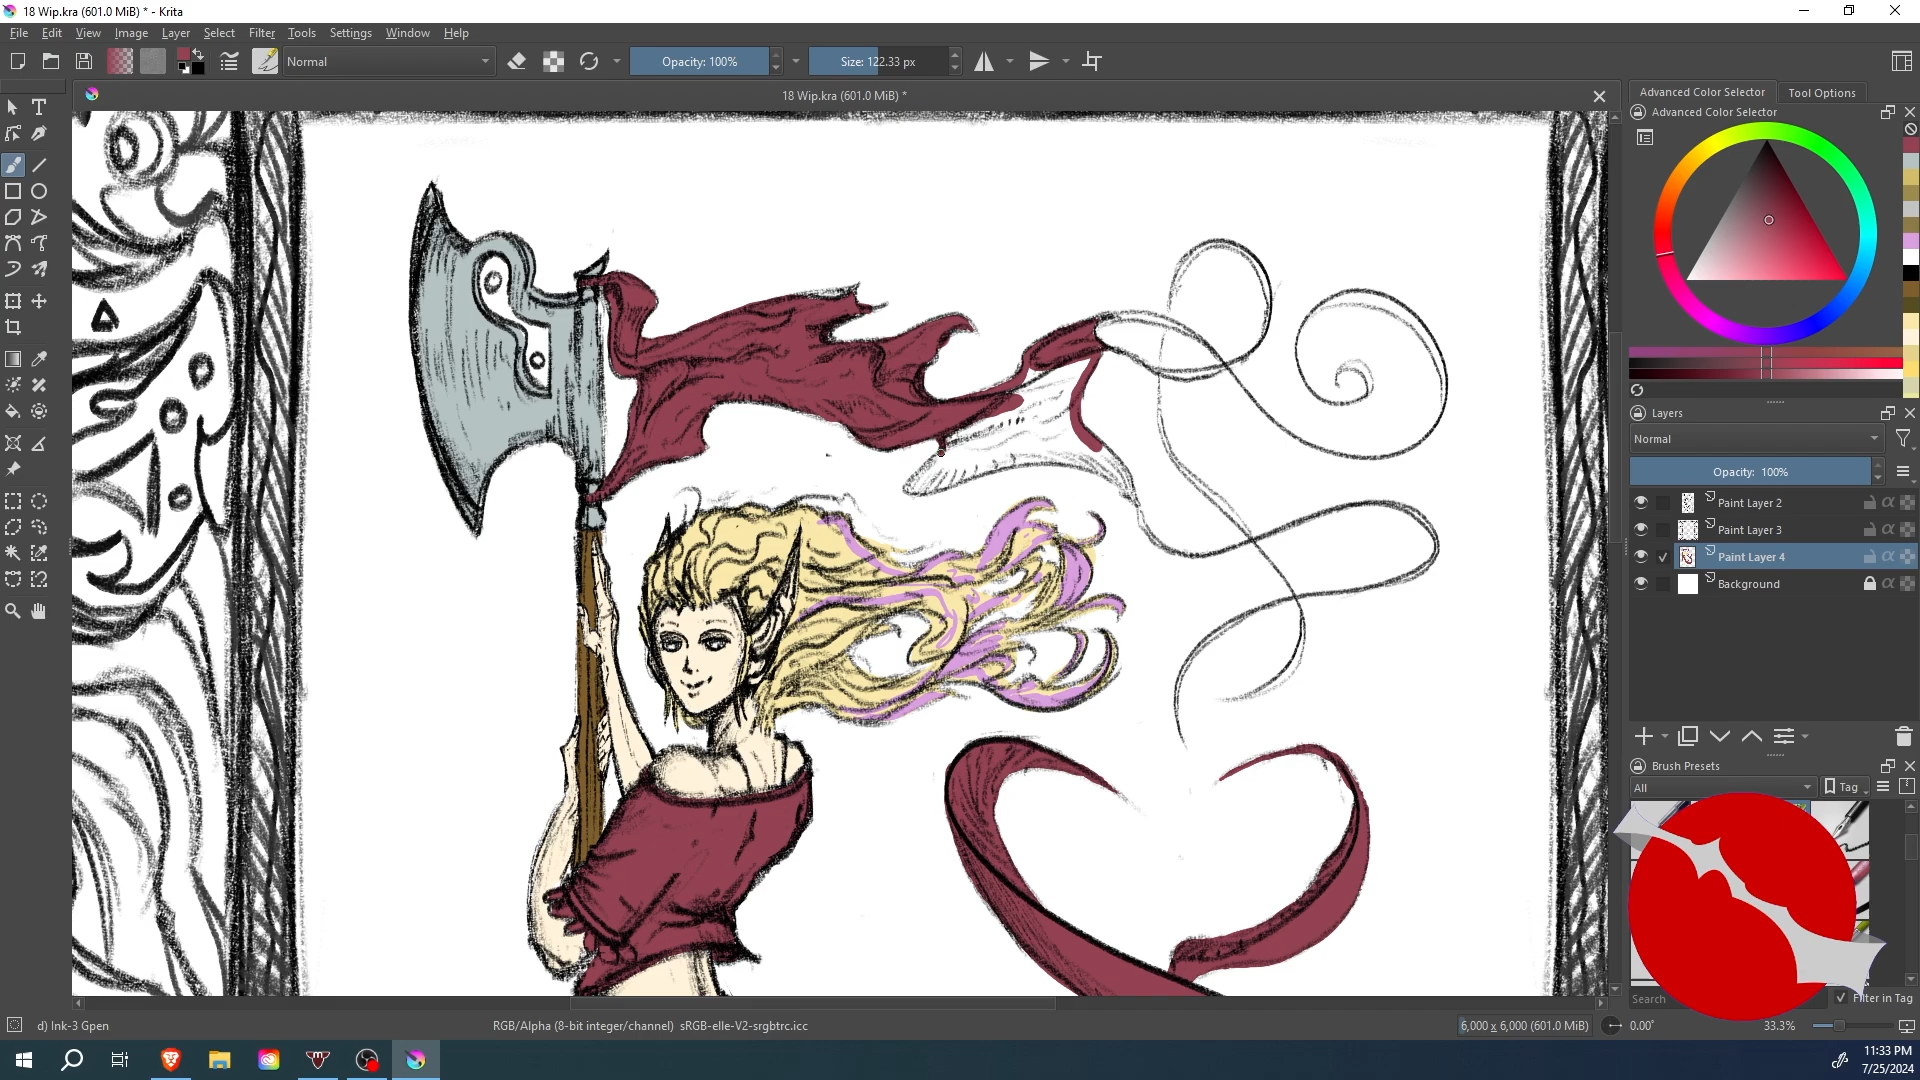 18 Wip.kra (601.0 MiB) * - Krita
File Edit View Image Layer Select Filter Tools Settings Window Help
Normal
Opacity: 100%
Size: 122.33 px
18 Wip.kra (601.0 MiB) *
Advanced Color Selector
Tool Options
Advanced Color Selector
Layers
Normal
Opacity: 100%
Paint Layer 2
Paint Layer 3
Paint Layer 4
Background
Brush Presets
All
Tag
Search
Filter in Tag
d) Ink-3 Gpen
RGB/Alpha (8-bit integer/channel) sRGB-elle-V2-srgbtrc.icc
6,000 x 6,000 (601.0 MiB)
0.00°
33.3%
11:33 PM
7/25/2024